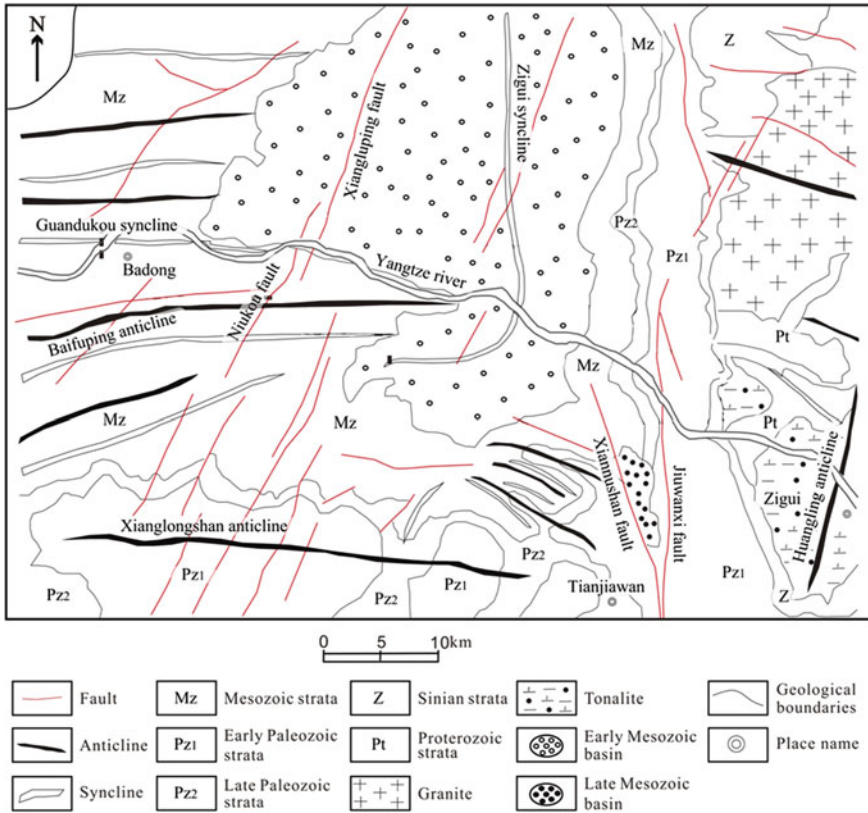 N
Mz
Z
Mz
Xiangluping fault
Zigui syncline
Pz2
Pz1
Guandukou syncline
Badong
Yangtze river
Niukou fault
Baifuping anticline
Pt
Mz
Mz
Mz
Pt
Xiannushan fault
Jiuwanxi fault
Zigui
Huangling anticline
Xianglongshan anticline
Pz2
Pz1
Pz1
Pz1
Pz2
Pz2
Tianjiawan
Z
0 5 10km
Fault
Mz Mesozoic strata
Z Sinian strata
Tonalite
Geological
boundaries
Anticline
Pz1 Early Paleozoic
strata
Pt Proterozoic
strata
Early Mesozoic
basin
Place name
Syncline
Pz2 Late Paleozoic
strata
Granite
Late Mesozoic
basin